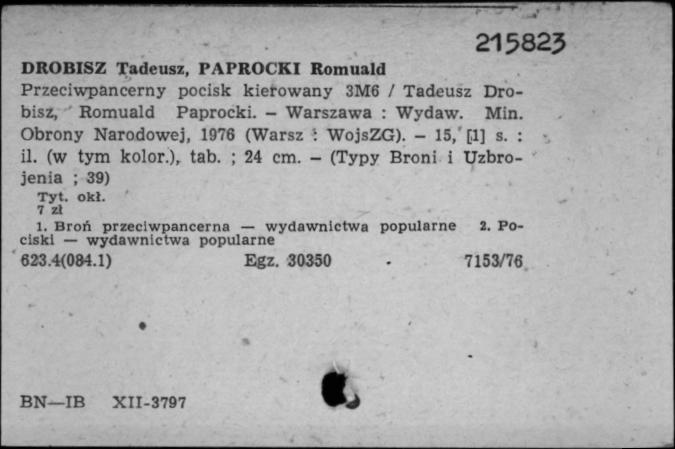 215823
DROBISZ Tadeusz, PAPROCKI Romuald
Przeciwpancerny pocisk kierowany 3M6 / Tadeusz Dro-
bisz, Romuald Paprocki. — Warszawa : Wydaw. Min.
Obrony Narodowej, 1976 (Warsz : WojsZG). — 15, [1] s. :
il. (w tym kolor.), tab. ; 24 cm. — (Typy Broni i Uzbro-
jenia ; 39)
Tyt. okł.
7 zł
1. Broń przeciwpancerna — wydawnictwa popularne 2. Po-
ciski — wydawnictwa popularne
623.4(084.1) Egz. 30350 7153/76
BN—IB XII-3797